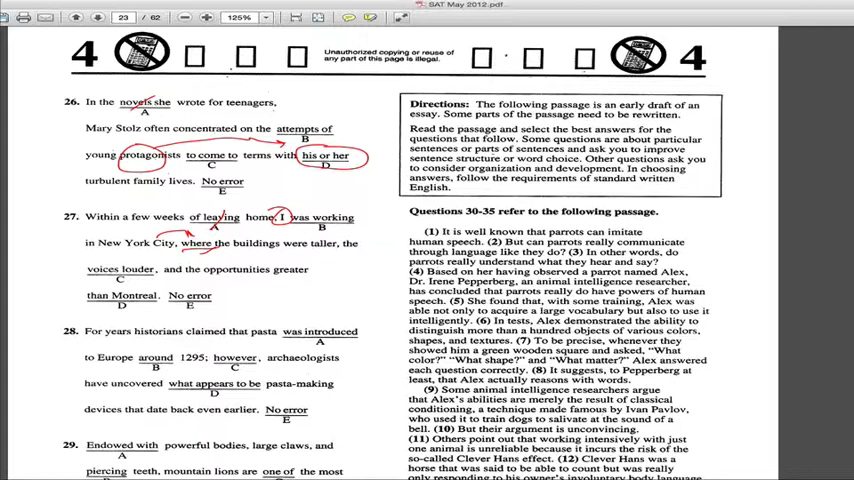 SAT May 2012.pdf
23 / 62
125%
4
Unauthorized copying or reuse of
any part of this page is illegal.
4
26. In the novels she wrote for teenagers,
A
Mary Stolz often concentrated on the attempts of
B
young protagonists to come to terms with his or her
C D
turbulent family lives. No error
E
27. Within a few weeks of leaving home, I was working
A B
in New York City, where the buildings were taller, the
voices louder, and the opportunities greater
C
than Montreal. No error
D E
28. For years historians claimed that pasta was introduced
A
to Europe around 1295; however, archaeologists
B C
have uncovered what appears to be pasta-making
D
devices that date back even earlier. No error
E
29. Endowed with powerful bodies, large claws, and
A
piercing teeth, mountain lions are one of the most
Directions: The following passage is an early draft of an
essay. Some parts of the passage need to be rewritten.
Read the passage and select the best answers for the
questions that follow. Some questions are about particular
sentences or parts of sentences and ask you to improve
sentence structure or word choice. Other questions ask you
to consider organization and development. In choosing
answers, follow the requirements of standard written
English.
Questions 30-35 refer to the following passage.
(1) It is well known that parrots can imitate
human speech. (2) But can parrots really communicate
through language like they do? (3) In other words, do
parrots really understand what they hear and say?
(4) Based on her having observed a parrot named Alex,
Dr. Irene Pepperberg, an animal intelligence researcher,
has concluded that parrots really do have powers of human
speech. (5) She found that, with some training, Alex was
able not only to acquire a large vocabulary but also to use it
intelligently. (6) In tests, Alex demonstrated the ability to
distinguish more than a hundred objects of various colors,
shapes, and textures. (7) To be precise, whenever they
showed him a green wooden square and asked, "What
color?" "What shape?" and "What matter?" Alex answered
each question correctly. (8) It suggests, to Pepperberg at
least, that Alex actually reasons with words.
(9) Some animal intelligence researchers argue
that Alex's abilities are merely the result of classical
conditioning, a technique made famous by Ivan Pavlov,
who used it to train dogs to salivate at the sound of a
bell. (10) But their argument is unconvincing.
(11) Others point out that working intensively with just
one animal is unreliable because it incurs the risk of the
so-called Clever Hans effect. (12) Clever Hans was a
horse that was said to be able to count but was really
only responding to his owner's involuntary body language